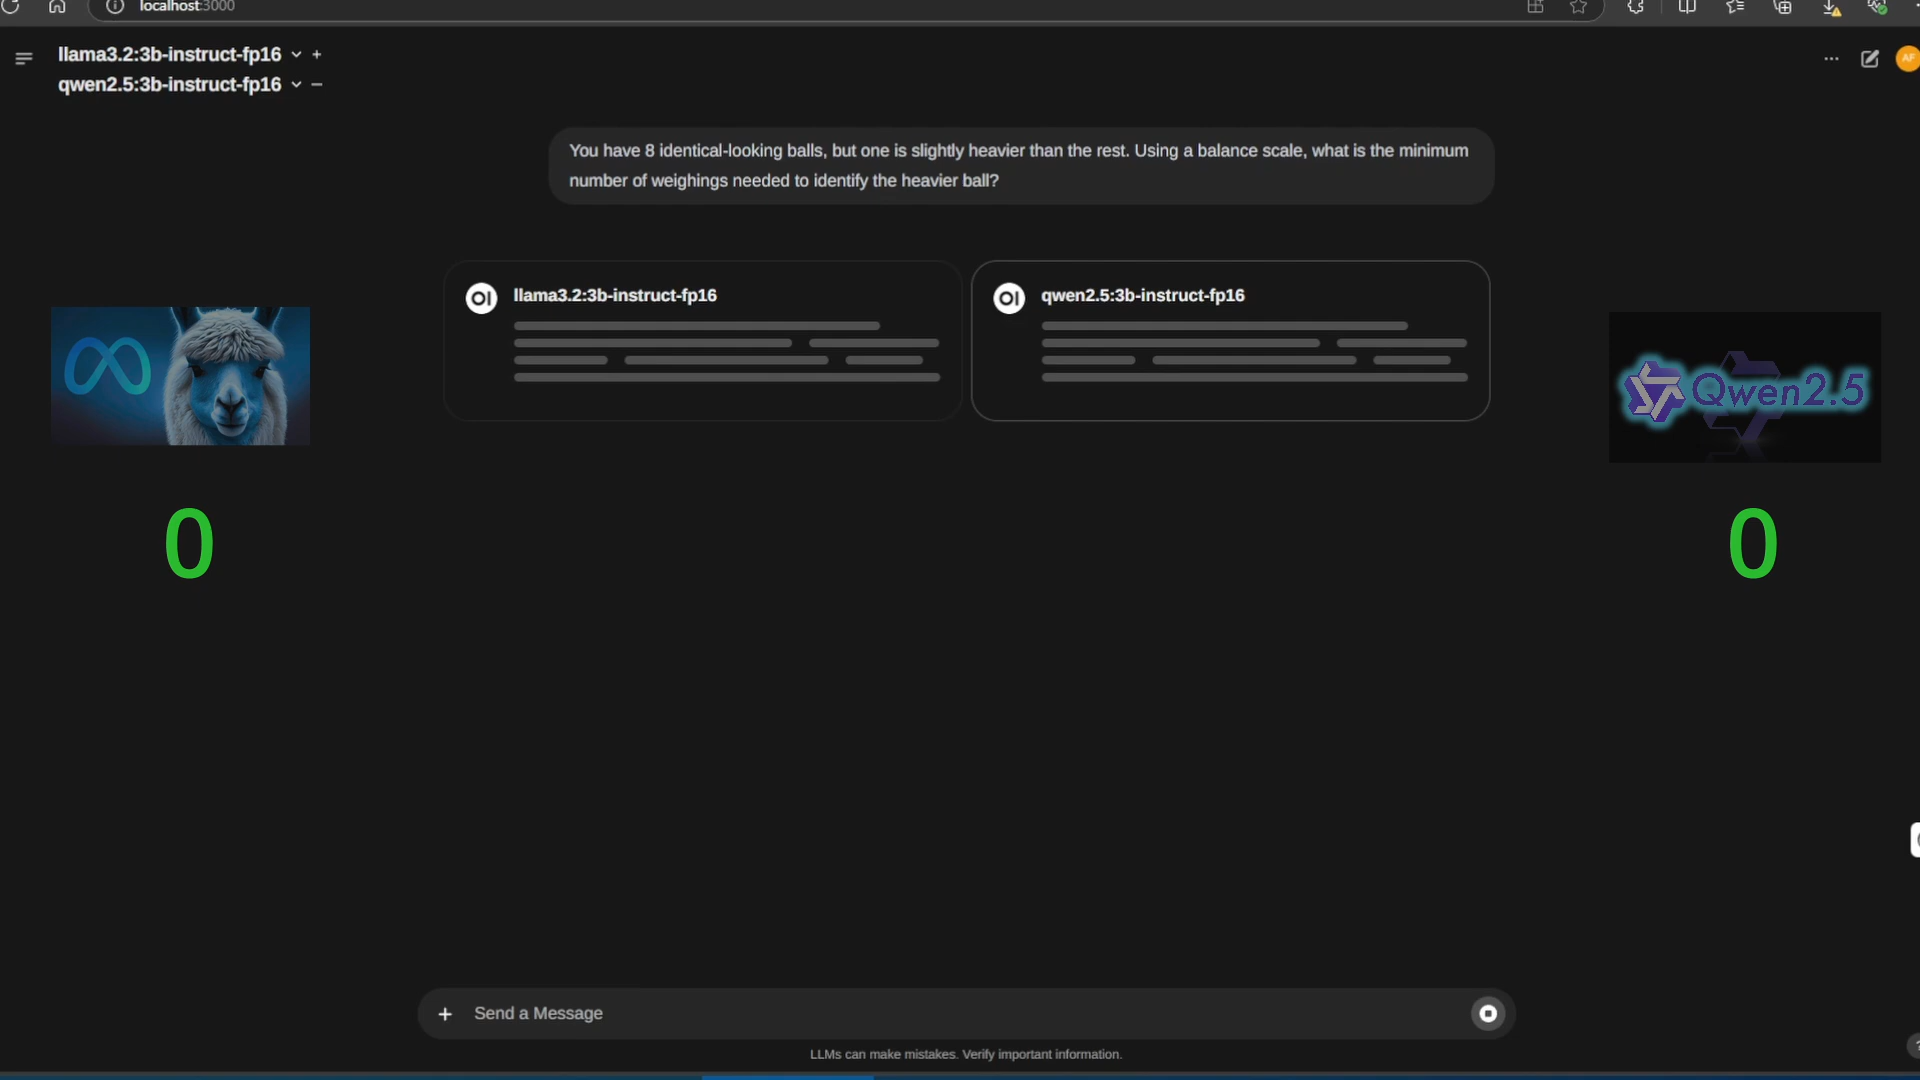 localhost:3000
llama3.2:3b-instruct-fp16
qwen2.5:3b-instruct-fp16
AF
You have 8 identical-looking balls, but one is slightly heavier than the rest. Using a balance scale, what is the minimum
number of weighings needed to identify the heavier ball?
OI llama3.2:3b-instruct-fp16
OI qwen2.5:3b-instruct-fp16
Qwen2.5
0
0
Send a Message
LLMs can make mistakes. Verify important information.